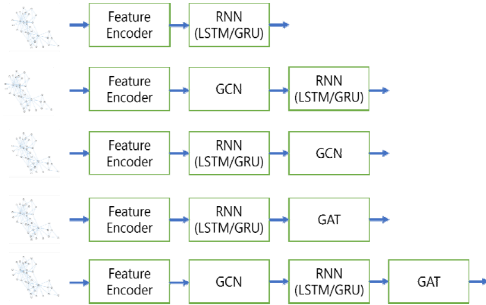 Feature
Encoder
RNN
(LSTM/GRU)
Feature
Encoder
GCN
RNN
(LSTM/GRU)
Feature
Encoder
RNN
(LSTM/GRU)
GCN
Feature
Encoder
RNN
(LSTM/GRU)
GAT
Feature
Encoder
GCN
RNN
(LSTM/GRU)
GAT